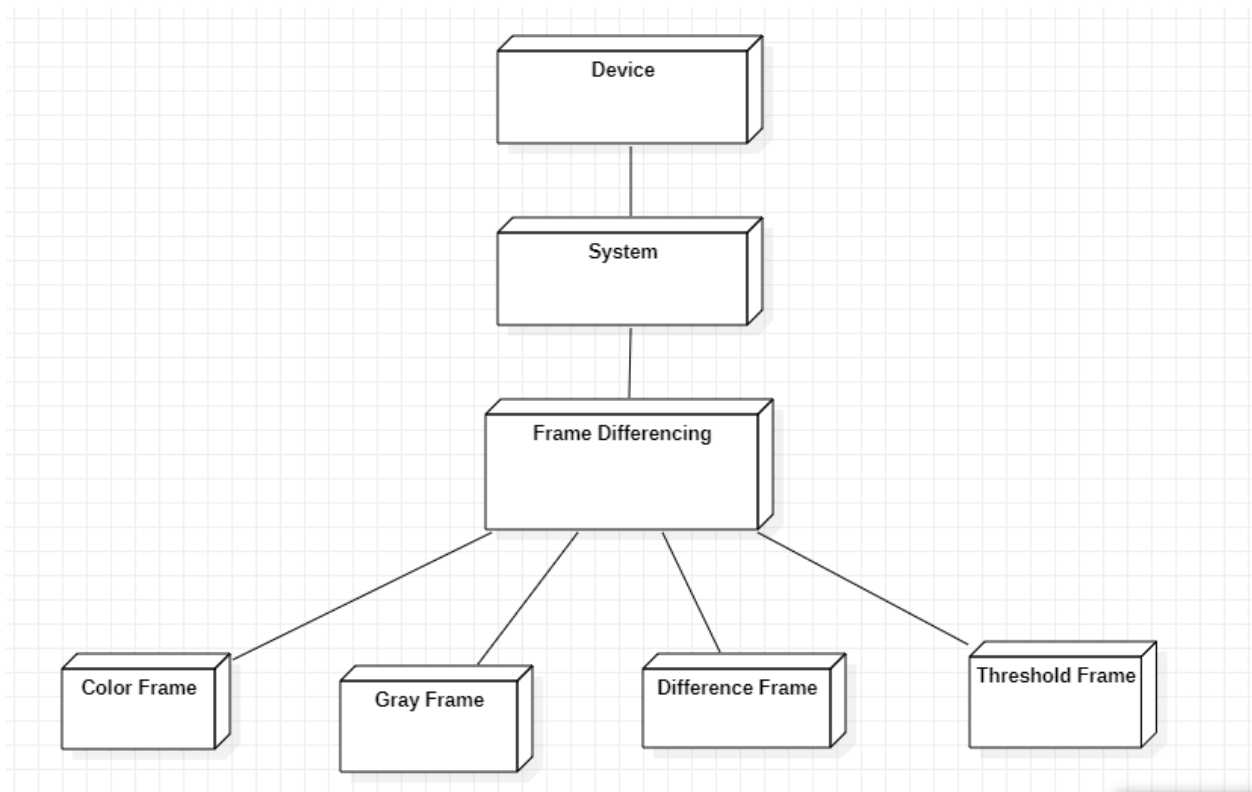 Device
System
Frame Differencing
Color Frame
Gray Frame
Difference Frame
Threshold Frame